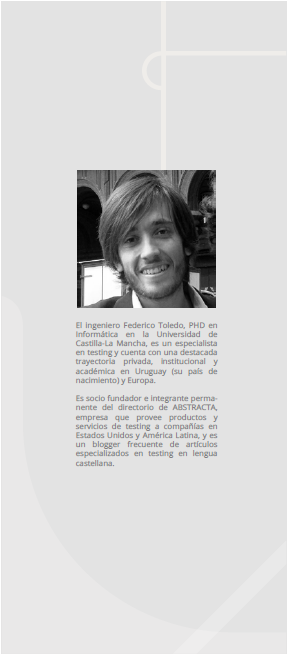 El ingeniero Federico Toledo, PHD en
Informática en la Universidad de
Castilla-La Mancha, es un especialista
en testing y cuenta con una destacada
trayectoria privada, institucional y
académica en Uruguay (su país de
nacimiento) y Europa.
Es socio fundador e integrante perma-
nente del directorio de ABSTRACTA,
empresa que provee productos y
servicios de testing a compañías en
Estados Unidos y América Latina, y es
un blogger frecuente de artículos
especializados en testing en lengua
castellana.